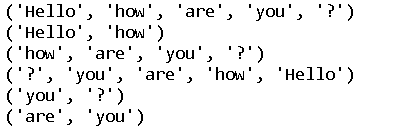 ('Hello', 'how', 'are', 'you', '?')
('Hello', 'how')
('how', 'are', 'you', '?')
('?', 'you', 'are', 'how', 'Hello')
('you', '?')
('are', 'you')